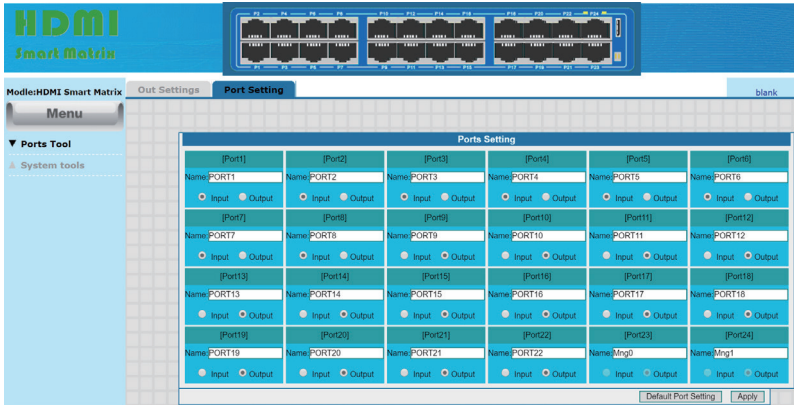 HDMI
Smart Matrix
P2 P4 P6 P8 P10 P12 P14 P16 P18 P20 P22 P24
P1 P3 P5 P7 P9 P11 P13 P15 P17 P19 P21 P23
Modle:HDMI Smart Matrix
Out Settings Port Setting
blank
Menu
▼ Ports Tool
▲ System tools
Ports Setting
[Port1] [Port2] [Port3] [Port4] [Port5] [Port6]
Name:PORT1 Name:PORT2 Name:PORT3 Name:PORT4 Name:PORT5 Name:PORT6
Input Output Input Output Input Output Input Output Input Output Input Output
[Port7] [Port8] [Port9] [Port10] [Port11] [Port12]
Name:PORT7 Name:PORT8 Name:PORT9 Name:PORT10 Name:PORT11 Name:PORT12
Input Output Input Output Input Output Input Output Input Output Input Output
[Port13] [Port14] [Port15] [Port16] [Port17] [Port18]
Name:PORT13 Name:PORT14 Name:PORT15 Name:PORT16 Name:PORT17 Name:PORT18
Input Output Input Output Input Output Input Output Input Output Input Output
[Port19] [Port20] [Port21] [Port22] [Port23] [Port24]
Name:PORT19 Name:PORT20 Name:PORT21 Name:PORT22 Name:Mng0 Name:Mng1
Input Output Input Output Input Output Input Output Input Output Input Output
Default Port Setting Apply